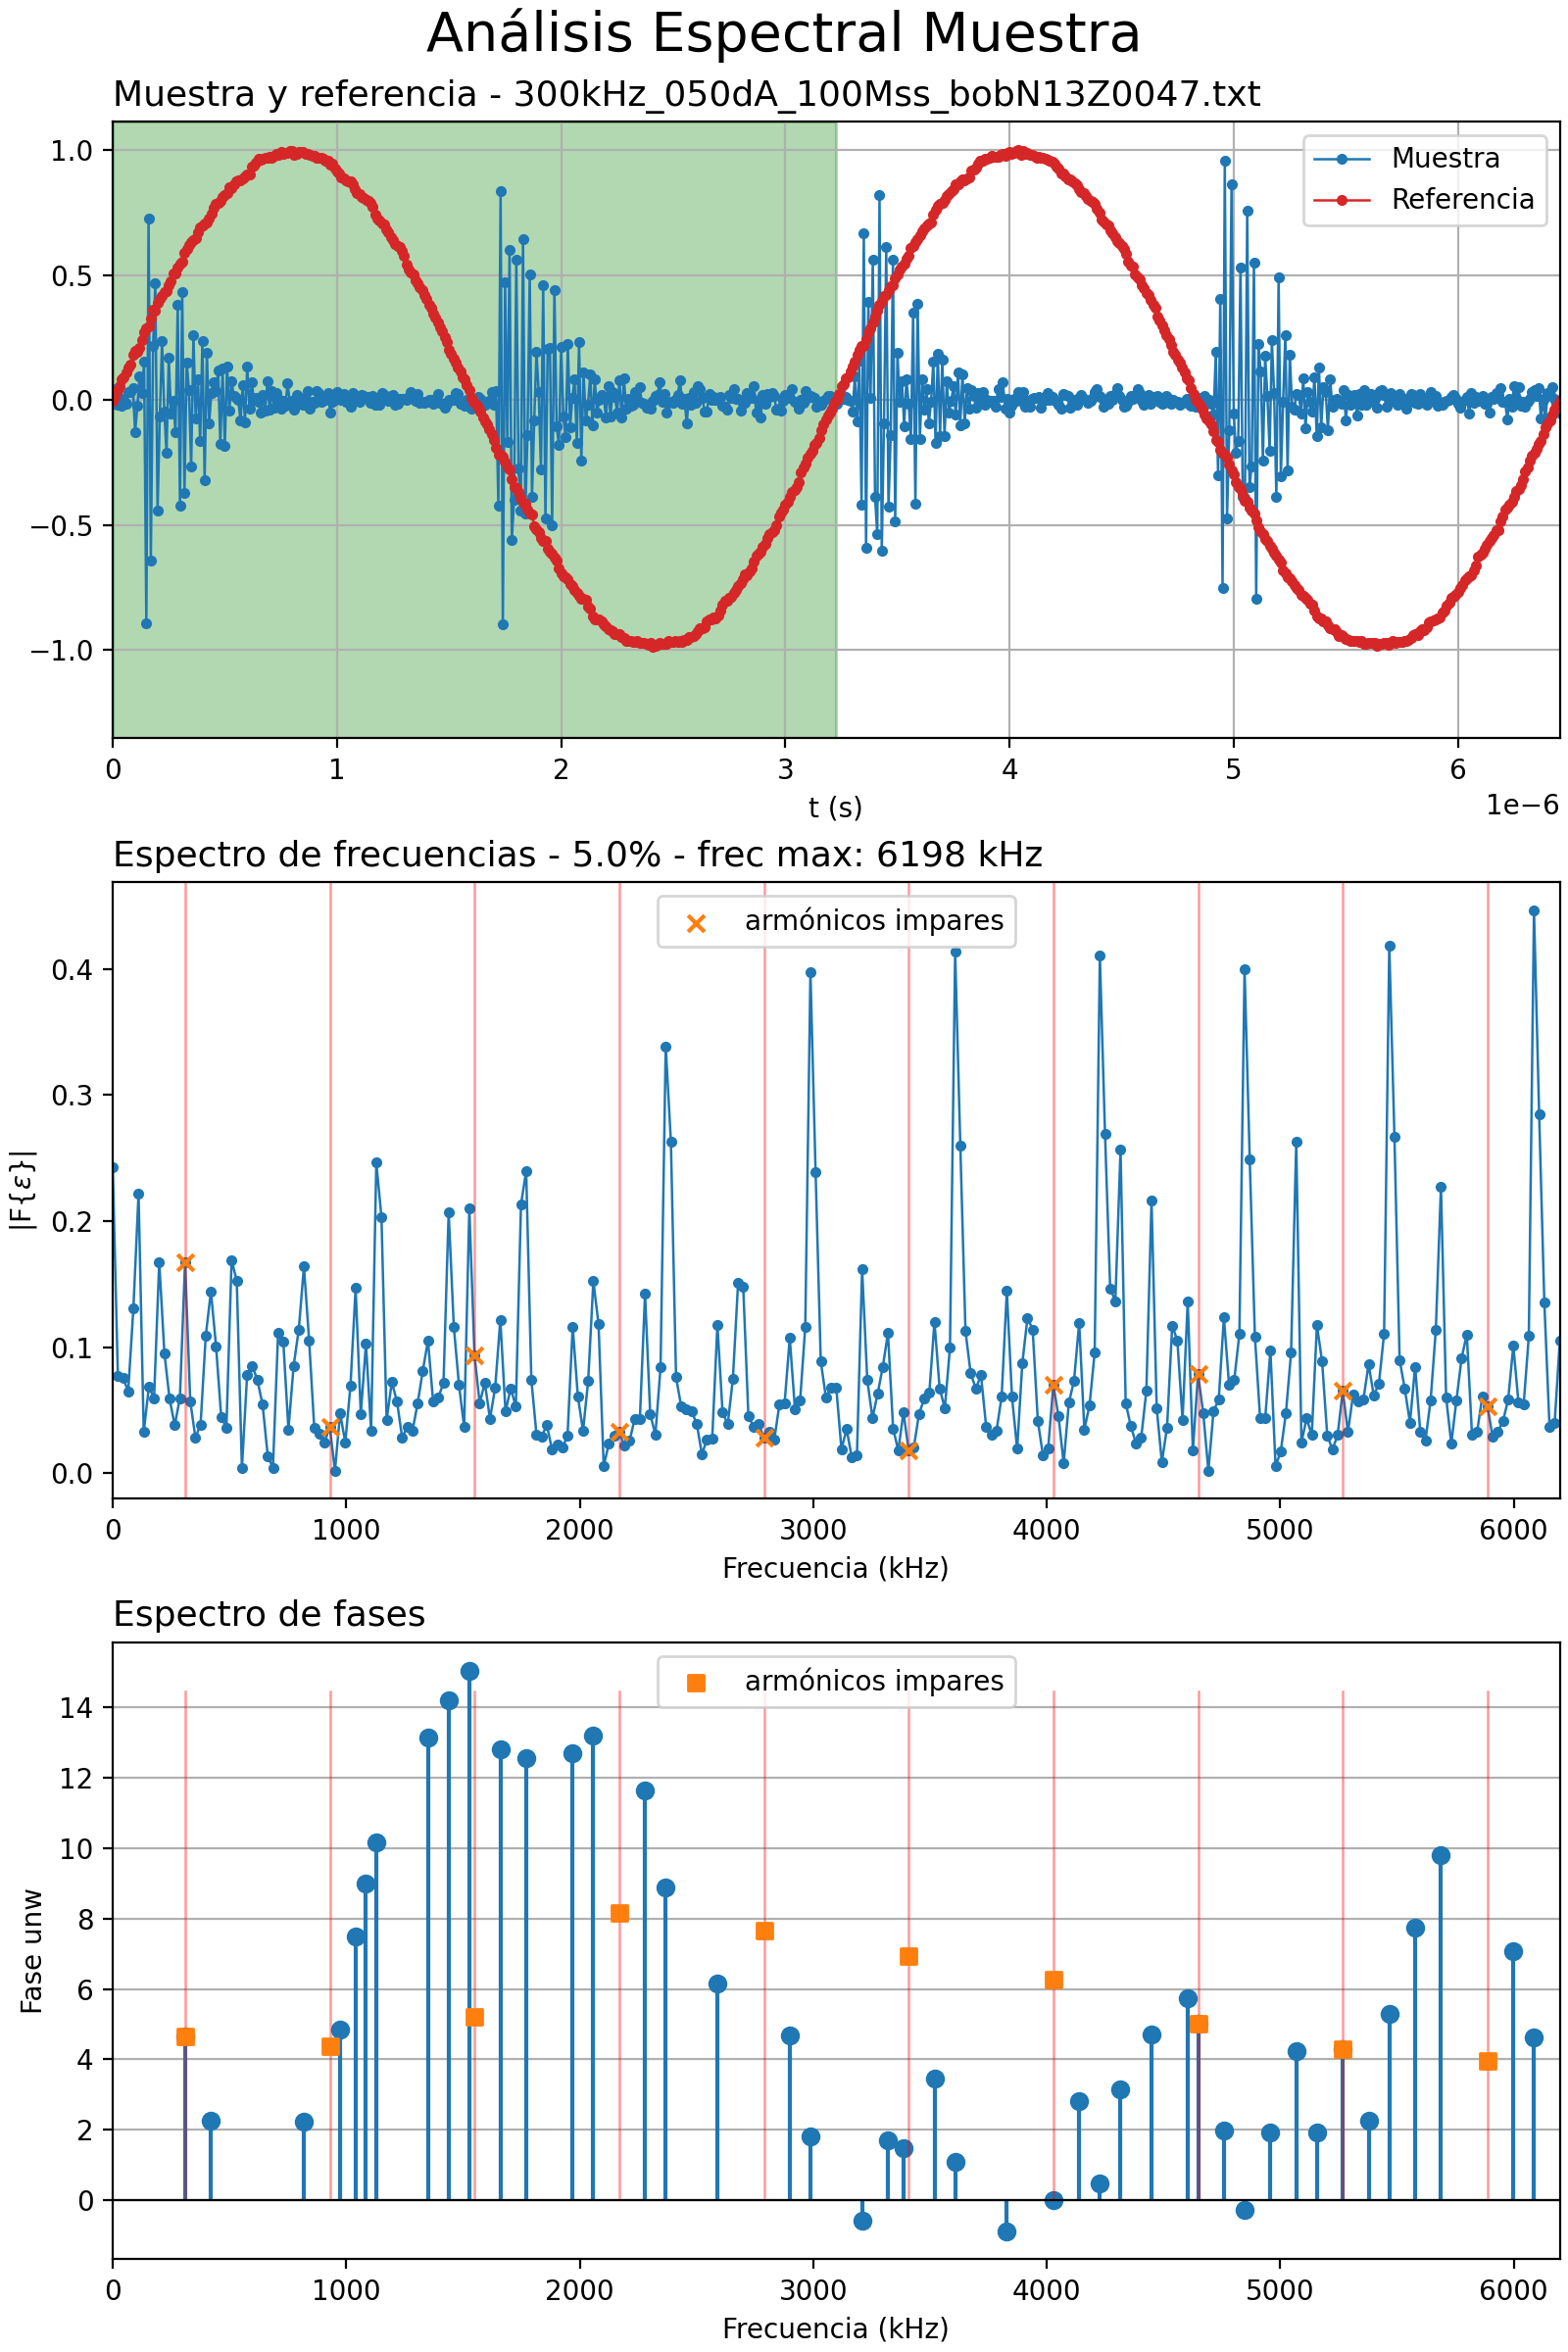 Análisis Espectral Muestra
Muestra y referencia - 300kHz_050dA_100Mss_bobN13Z0047.txt
1.0
0.5
0.0
−0.5
−1.0
Muestra
Referencia
0 1 2 3 4 5 6
t (s)
1e−6
Espectro de frecuencias - 5.0% - frec max: 6198 kHz
armónicos impares
0.4
0.3
0.2
0.1
0.0
|F{ε}|
0 1000 2000 3000 4000 5000 6000
Frecuencia (kHz)
Espectro de fases
armónicos impares
14
12
10
8
6
4
2
0
Fase unw
0 1000 2000 3000 4000 5000 6000
Frecuencia (kHz)